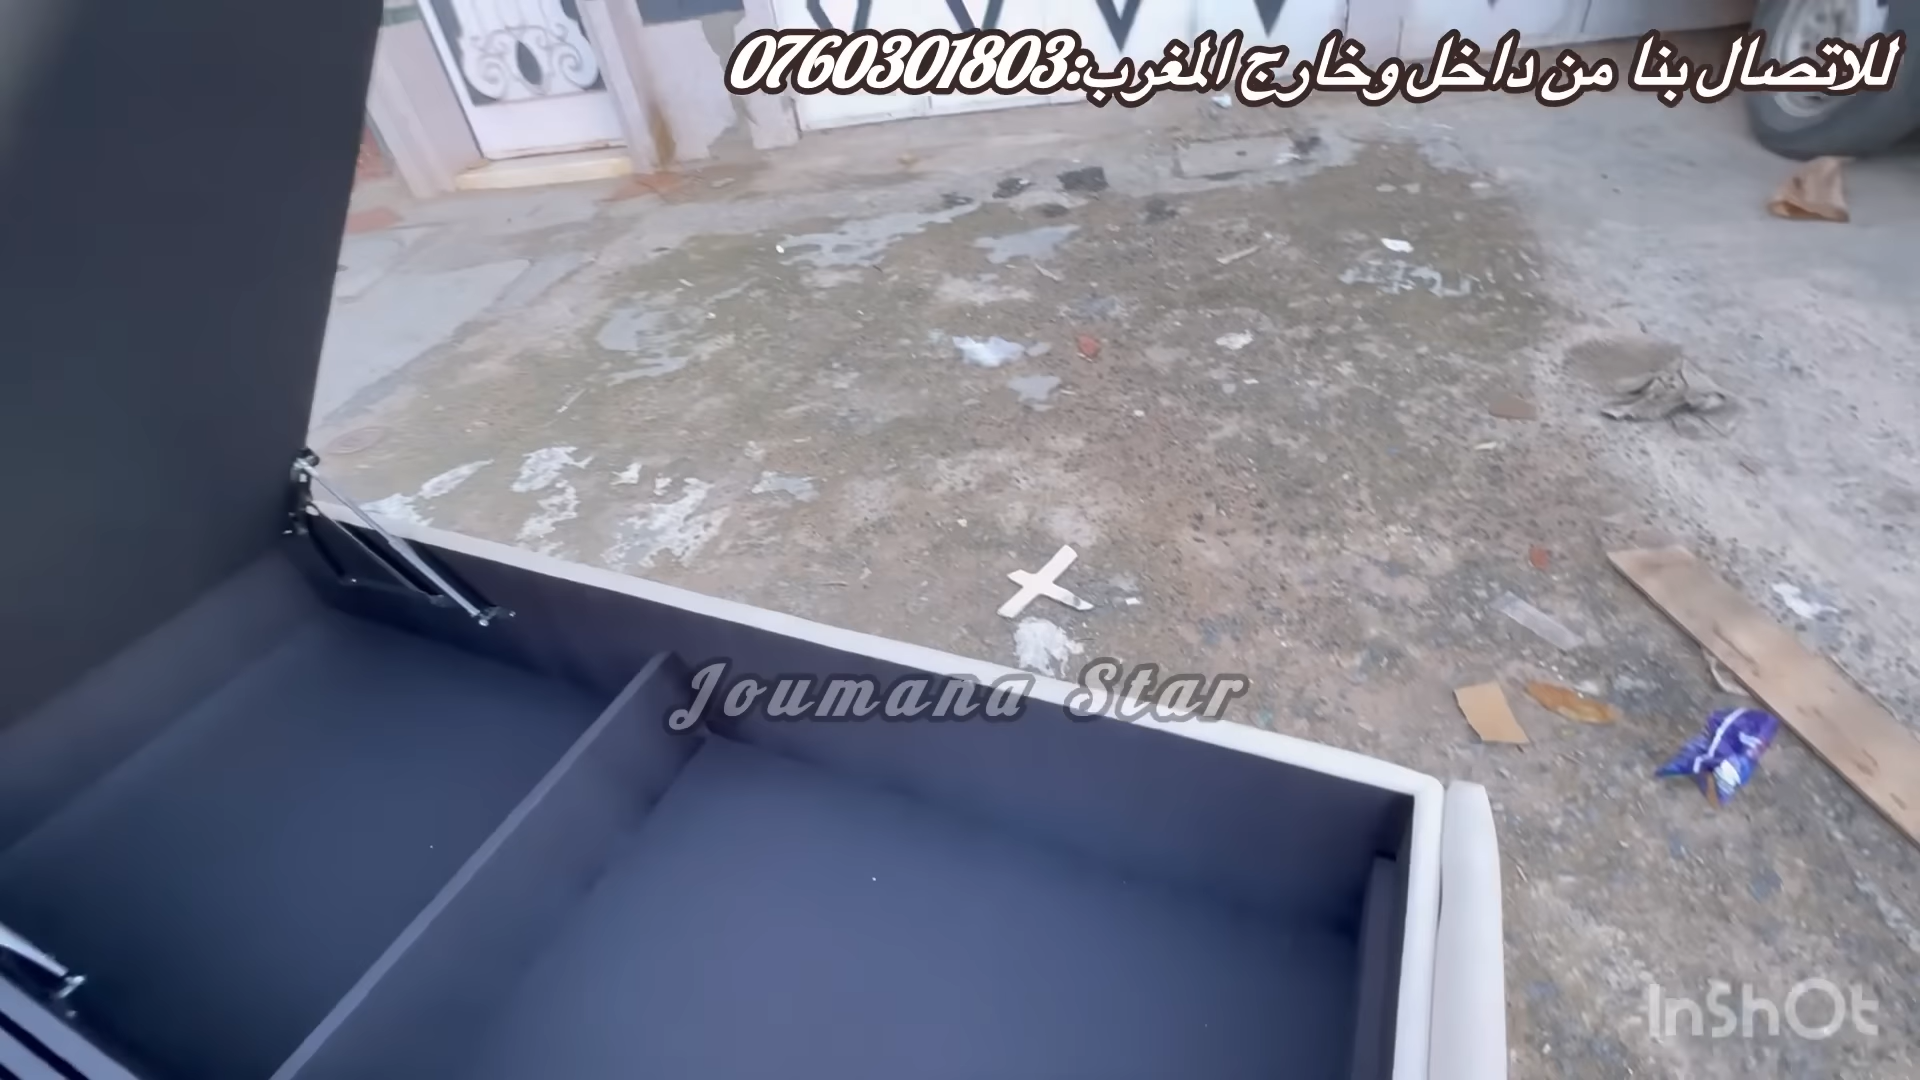 للاتصال بنا من داخل وخارج المغرب:0760301803
Joumana Star
InShOt